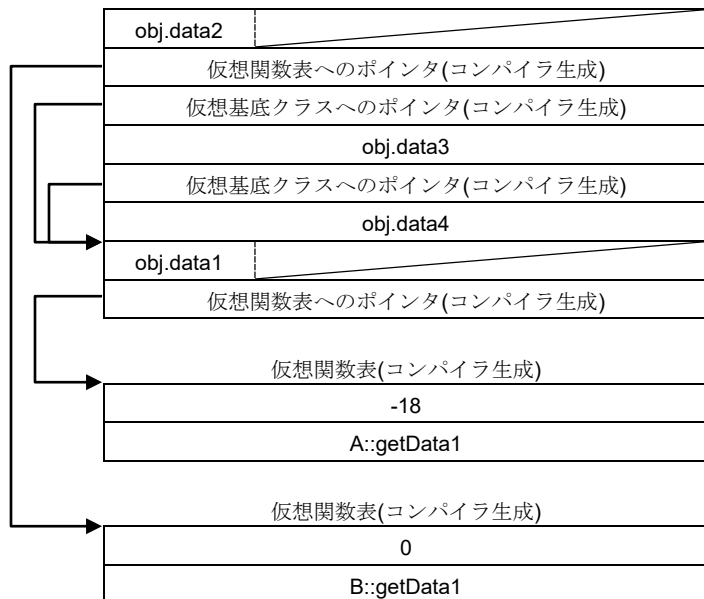 obj.data2
仮想関数表へのポインタ(コンパイラ生成)
仮想基底クラスへのポインタ(コンパイラ生成)
obj.data3
仮想基底クラスへのポインタ(コンパイラ生成)
obj.data4
obj.data1
仮想関数表へのポインタ(コンパイラ生成)
仮想関数表(コンパイラ生成)
-18
A::getData1
仮想関数表(コンパイラ生成)
0
B::getData1